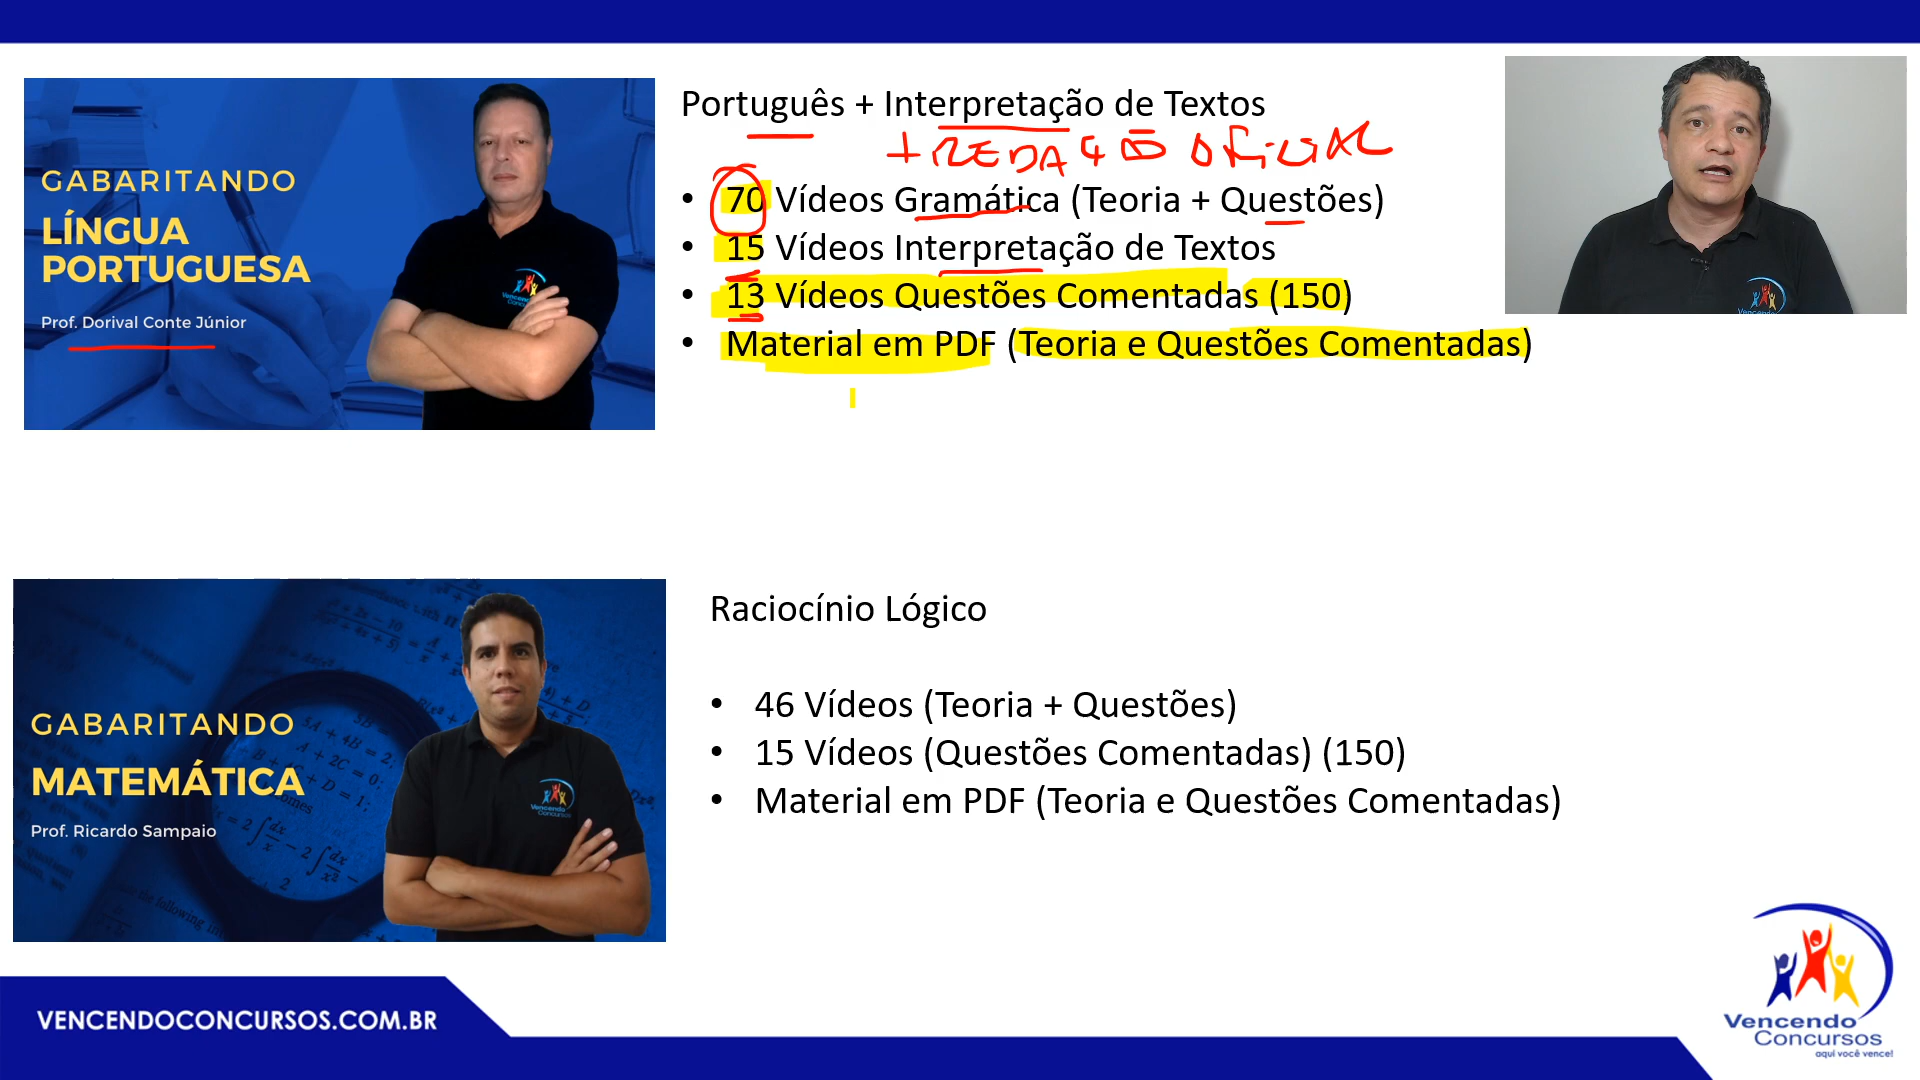 GABARITANDO
LÍNGUA
PORTUGUESA
Prof. Dorival Conte Júnior
Português + Interpretação de Textos
+ REDAÇÃO OFICIAL
• 70 Vídeos Gramática (Teoria + Questões)
• 15 Vídeos Interpretação de Textos
• 13 Vídeos Questões Comentadas (150)
• Material em PDF (Teoria e Questões Comentadas)
GABARITANDO
MATEMÁTICA
Prof. Ricardo Sampaio
Vencendo
Concursos
Raciocínio Lógico
• 46 Vídeos (Teoria + Questões)
• 15 Vídeos (Questões Comentadas) (150)
• Material em PDF (Teoria e Questões Comentadas)
VENCENDOCONCURSOS.COM.BR
Vencendo
Concursos
aqui você vence!